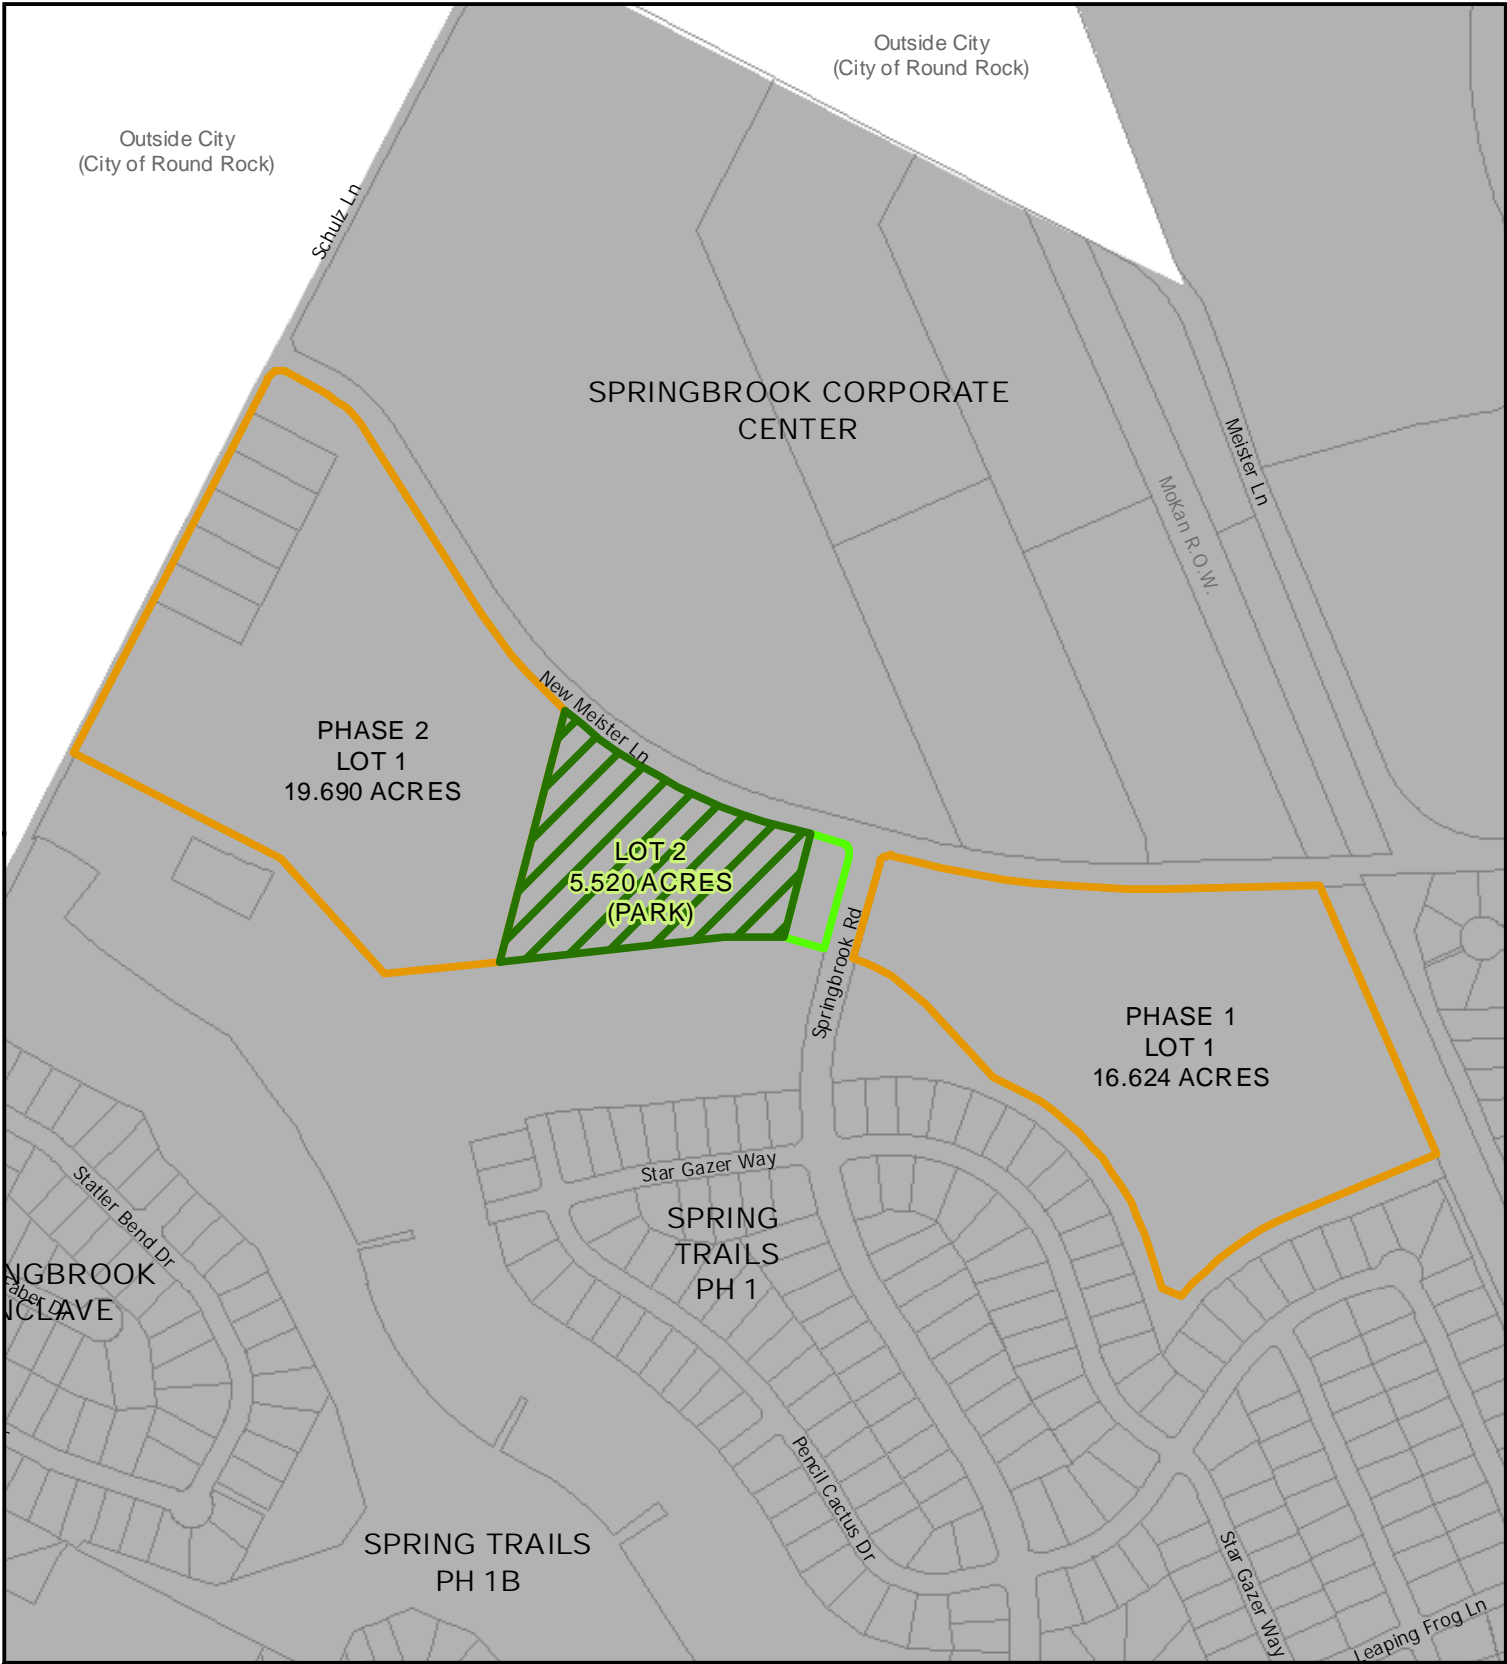 Outside City
(City of Round Rock)
Outside City
(City of Round Rock)
Schulz Ln
SPRINGBROOK CORPORATE
CENTER
Meister Ln
MoKan R.O.W.
New Meister Ln
PHASE 2
LOT 1
19.690 ACRES
LOT 2
5.520 ACRES
(PARK)
Springbrook Rd
PHASE 1
LOT 1
16.624 ACRES
Star Gazer Way
Statler Bend Dr
SPRING
TRAILS
PH 1
NGBROOK
aber D
NCLAVE
Pencil Cactus Dr
SPRING TRAILS
PH 1B
Star Gazer Way
Leaping Frog Ln